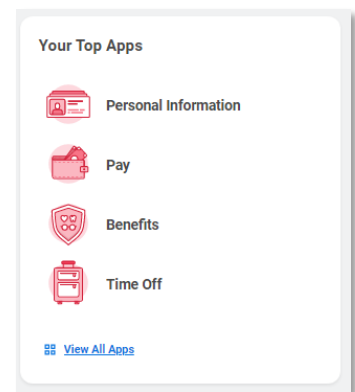 Your Top Apps
Personal Information
Pay
Benefits
Time Off
View All Apps